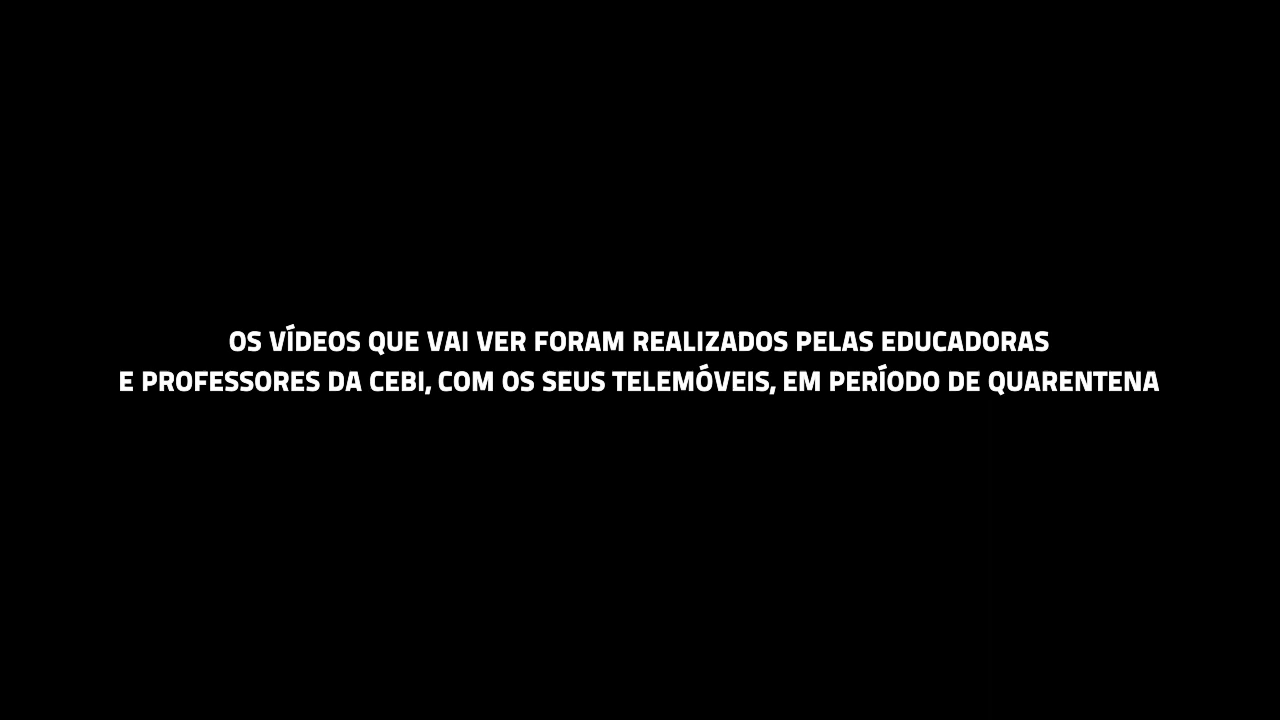 OS VÍDEOS QUE VAI VER FORAM REALIZADOS PELAS EDUCADORAS
E PROFESSORES DA CEBI, COM OS SEUS TELEMÓVEIS, EM PERÍODO DE QUARENTENA